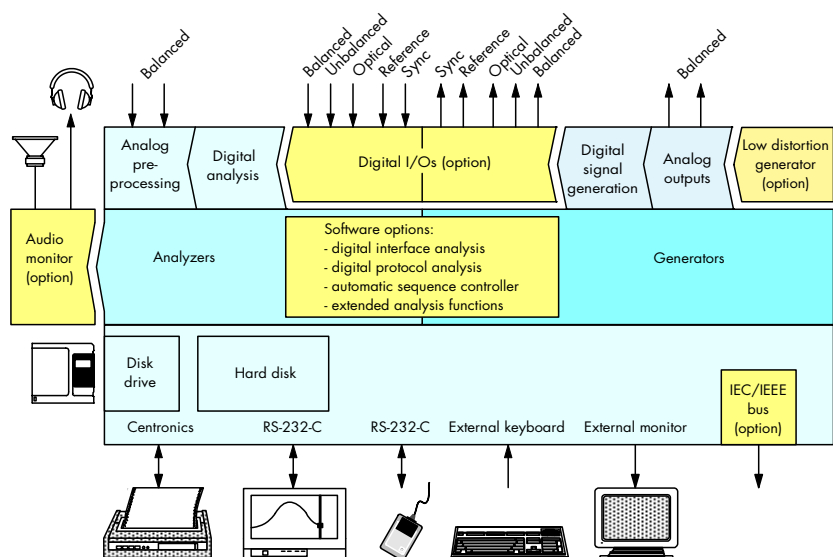 Balanced
Balanced
Unbalanced
Optical
Reference
Sync
Sync
Reference
Optical
Unbalanced
Balanced
Balanced
Analog
pre-
processing
Digital
analysis
Digital I/Os (option)
Digital
signal
generation
Analog
outputs
Low distortion
generator
(option)
Audio
monitor
(option)
Analyzers
Software options:
- digital interface analysis
- digital protocol analysis
- automatic sequence controller
- extended analysis functions
Generators
Disk
drive
Hard disk
IEC/IEEE
bus
(option)
Centronics
RS-232-C
RS-232-C
External keyboard
External monitor